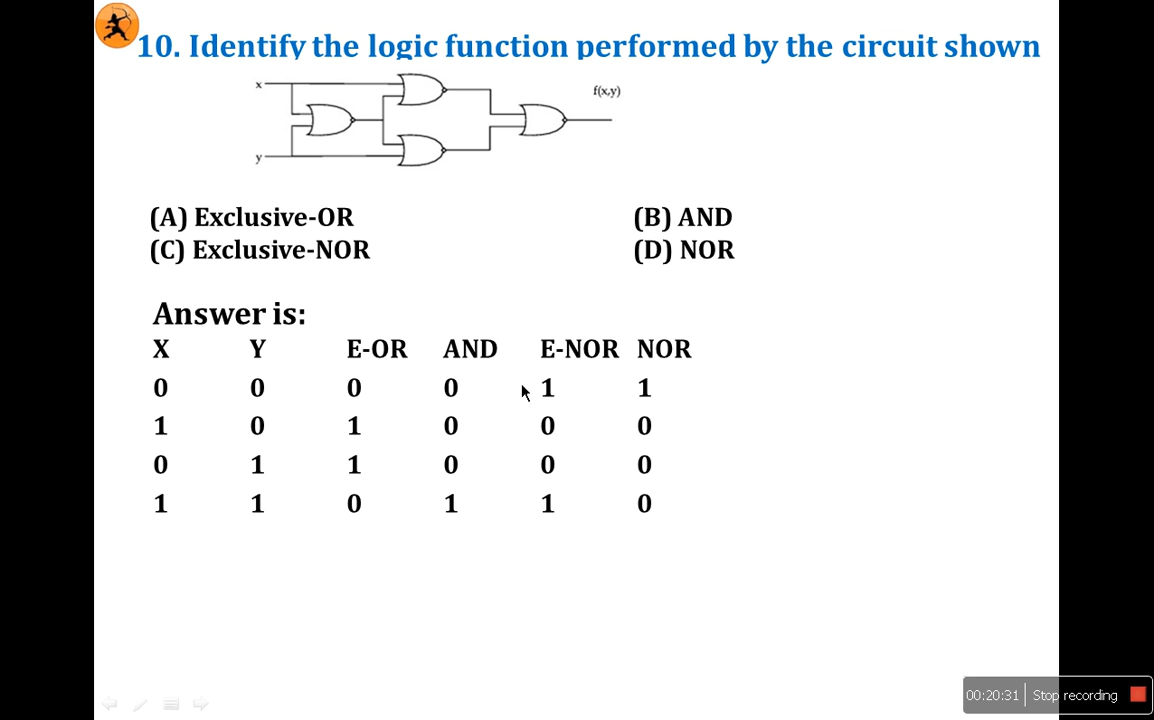 10. Identify the logic function performed by the circuit shown
x
f(x,y)
y
(A) Exclusive-OR (B) AND
(C) Exclusive-NOR (D) NOR
Answer is:
X Y E-OR AND E-NOR NOR
0 0 0 0 1 1
1 0 1 0 0 0
0 1 1 0 0 0
1 1 0 1 1 0
00:20:31 Stop recording